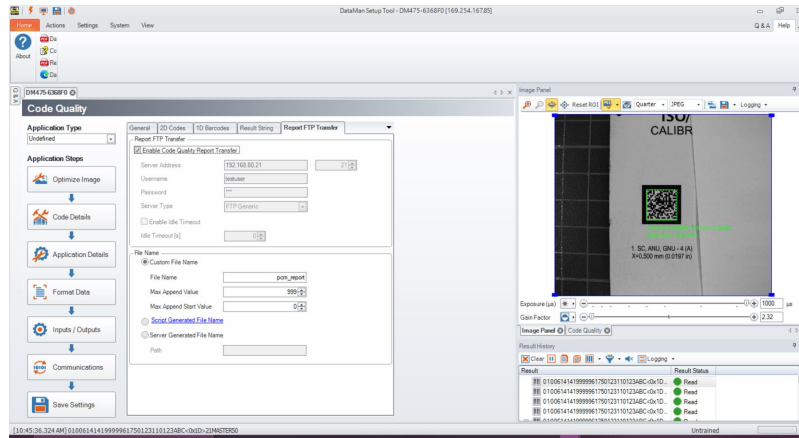 DataMan Setup Tool - DM475-6368F0 [169.254.167.85]
Home Actions Settings System View
Q & A Help
About
Da
Co
Re
Da
DM475-6368F0
Code Quality
Application Type
Undefined
Application Steps
Optimize Image
Code Details
Application Details
Format Data
Inputs / Outputs
Communications
Save Settings
General 2D Codes 1D Barcodes Result String Report FTP Transfer
Report FTP Transfer
Enable Code Quality Report Transfer
Server Address 192.168.80.21 21
Username testuser
Password ***
Server Type FTP Generic
Enable Idle Timeout
Idle Timeout [s] 0
File Name
Custom File Name
File Name pcm_report
Max Append Value 999
Max Append Start Value 0
Script Generated File Name
Server Generated File Name
Path
Image Panel
Reset ROI Quarter JPEG Logging
ISO/
CALIBR
1. SC, ANU, GNU - 4 (A)
X=0.500 mm (0.0197 in)
Exposure (µs) 1000 µs
Gain Factor 2.32
Image Panel Code Quality
Result History
Clear Logging
Result Result Status
Read
Read
Read
Read
[10:45:36.324 AM] 01006141419999961750123110123ABC<0x1D>21MASTER50
Untrained